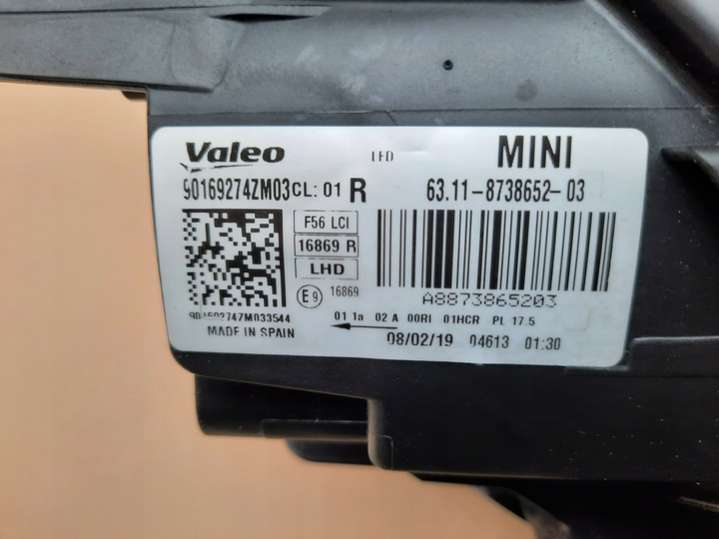 Valeo LED MINI
90169274ZM03 CL: 01 R 63.11-8738652-03
F56 LCI
16869 R
LHD
E9 16869
A8873865203
90169274ZM033544
MADE IN SPAIN
01 1a 02 A 00RI 01HCR PL 17.5
08/02/19 04613 01:30